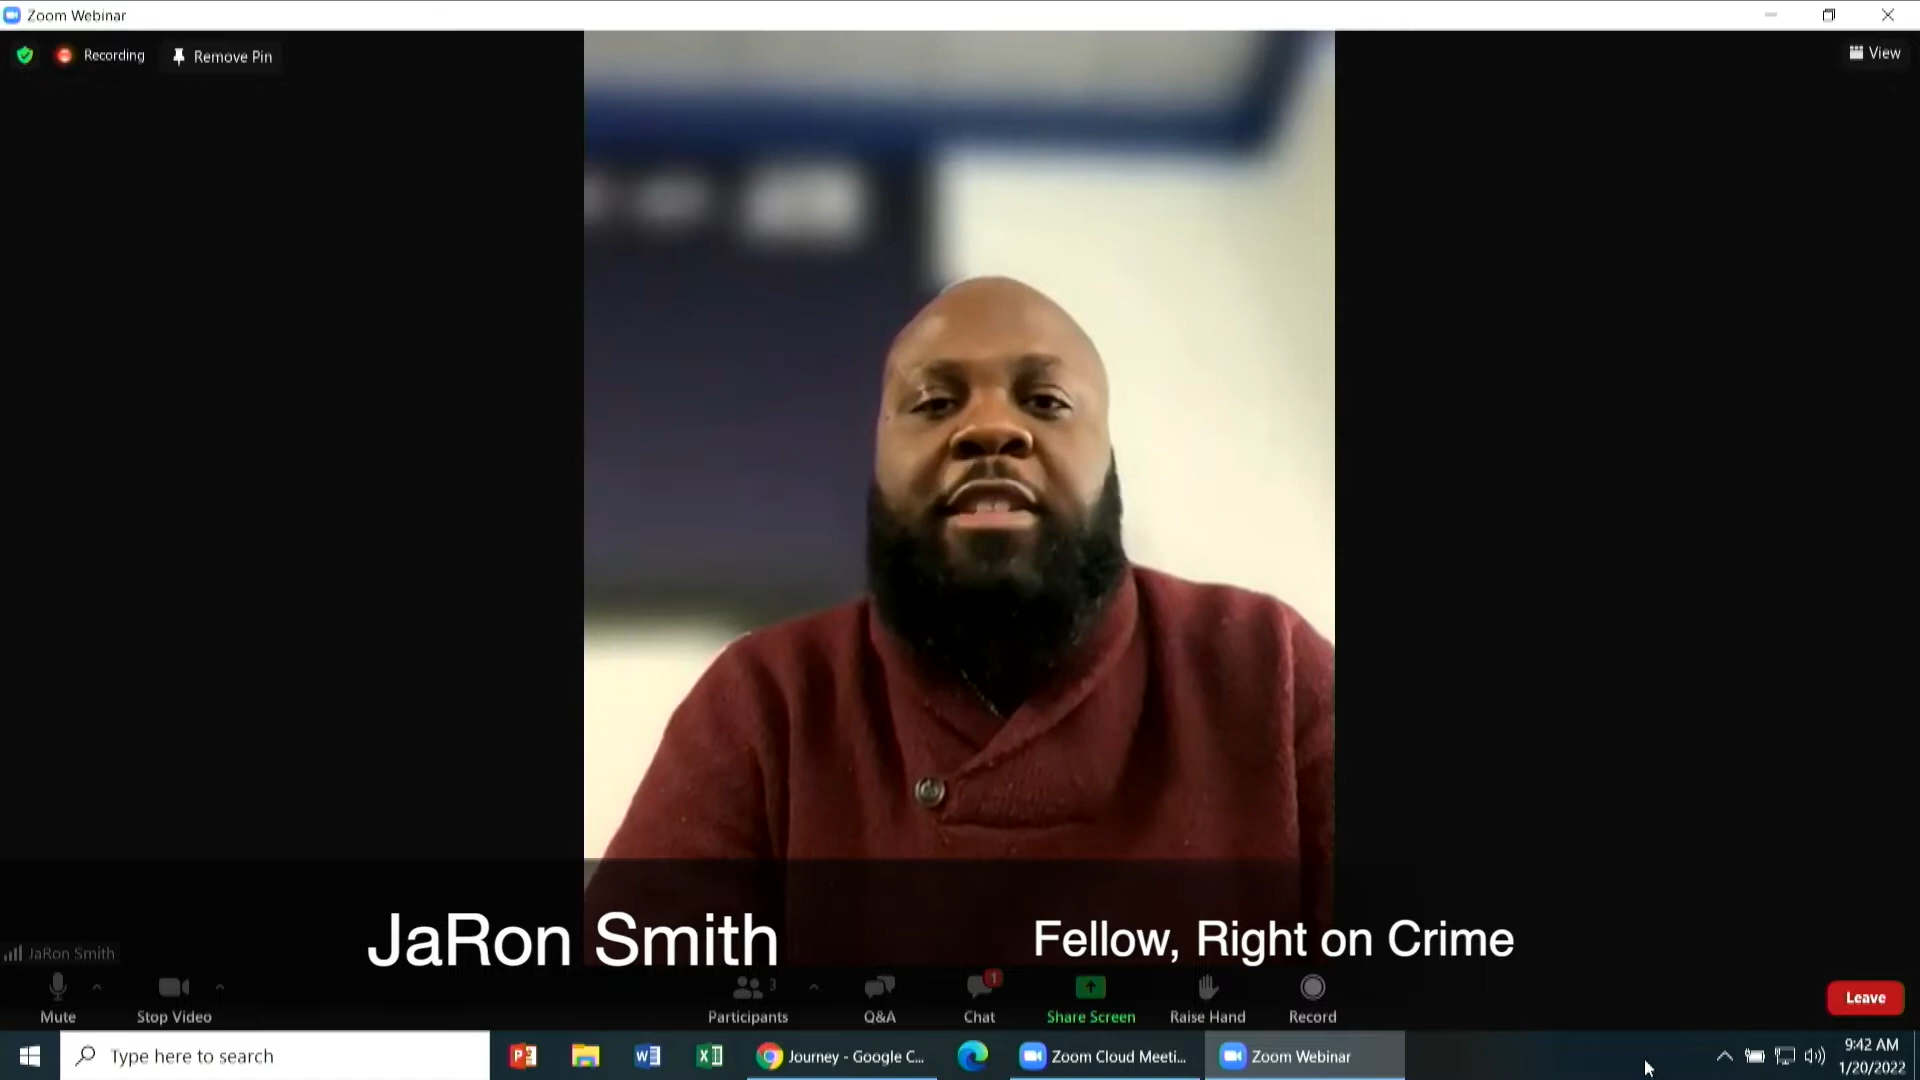 Zoom Webinar
Recording
Remove Pin
View
JaRon Smith
Fellow, Right on Crime
JaRon Smith
Mute
Stop Video
3
Participants
Q&A
1
Chat
Share Screen
Raise Hand
Record
Leave
Type here to search
Journey - Google C...
Zoom Cloud Meeti...
Zoom Webinar
9:42 AM
1/20/2022